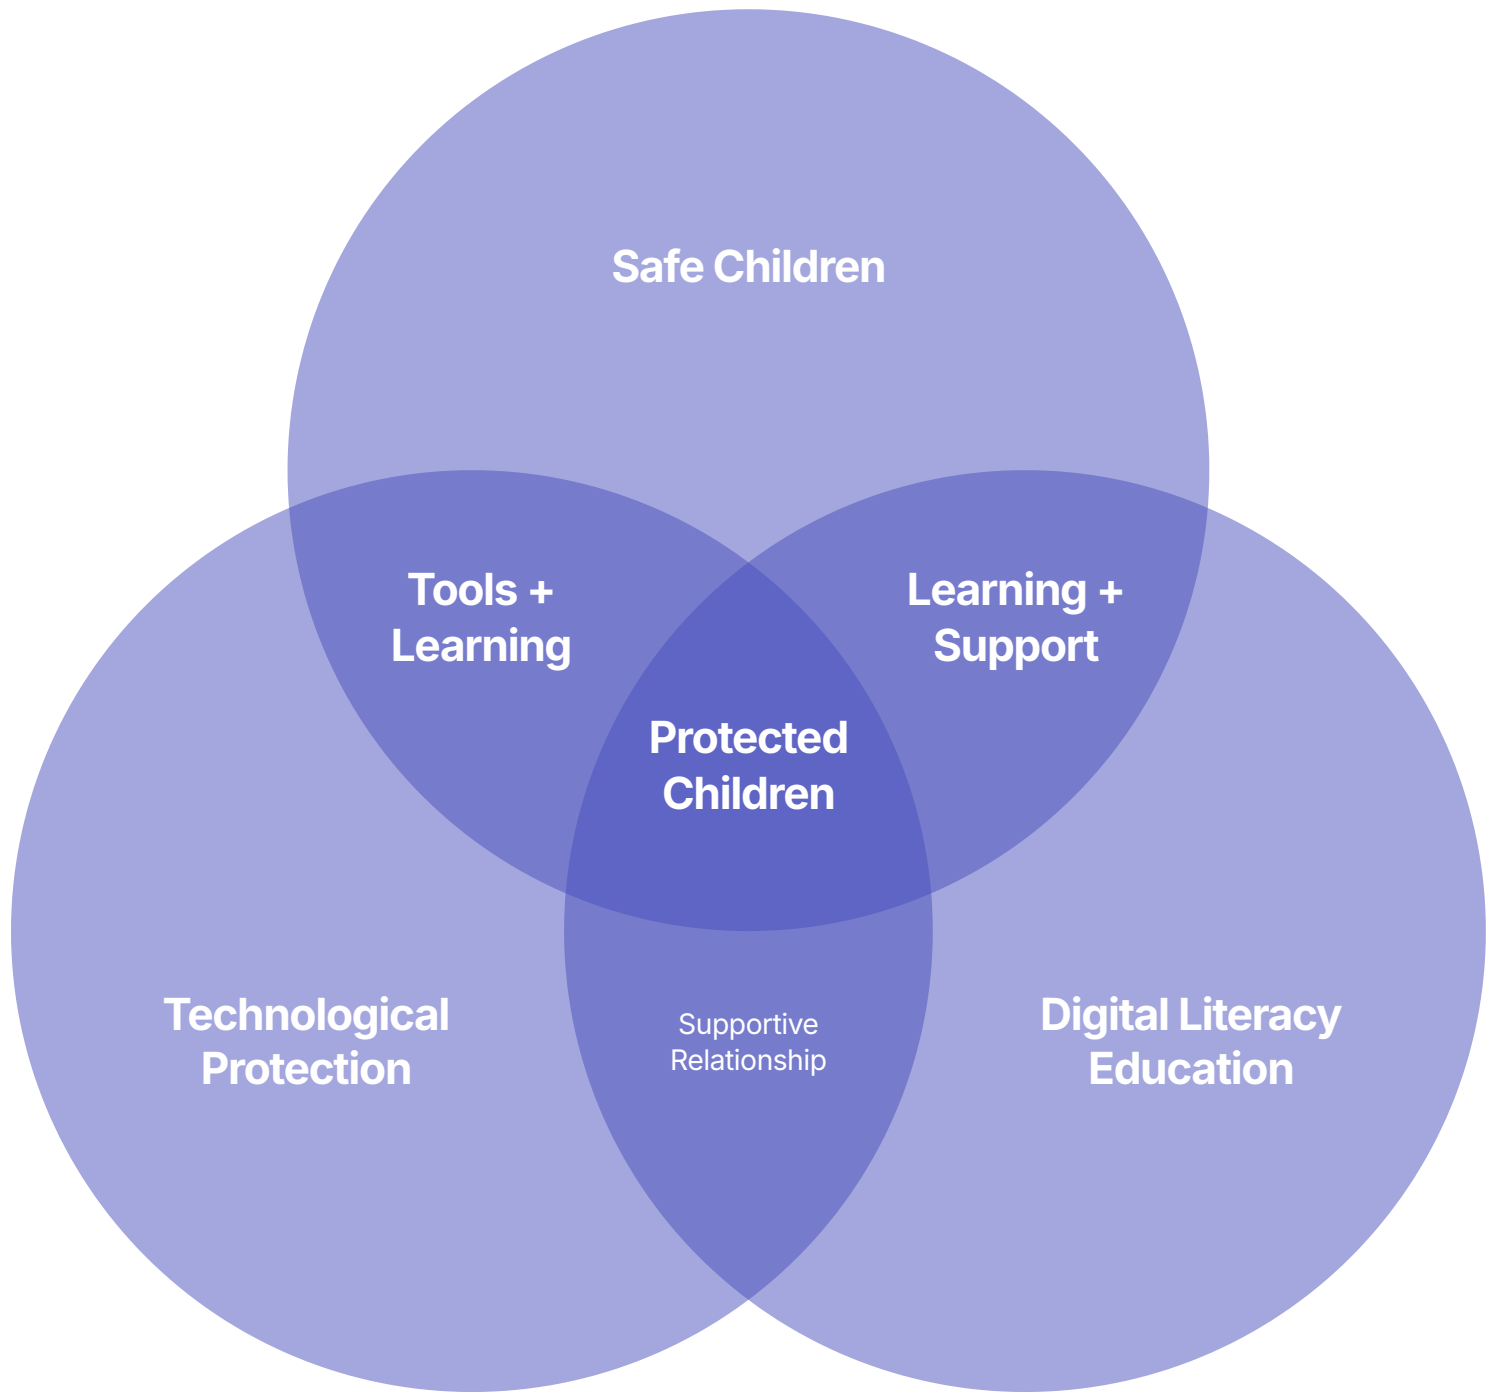 Safe Children
Tools +
Learning
Learning +
Support
Protected
Children
Technological
Protection
Supportive
Relationship
Digital Literacy
Education